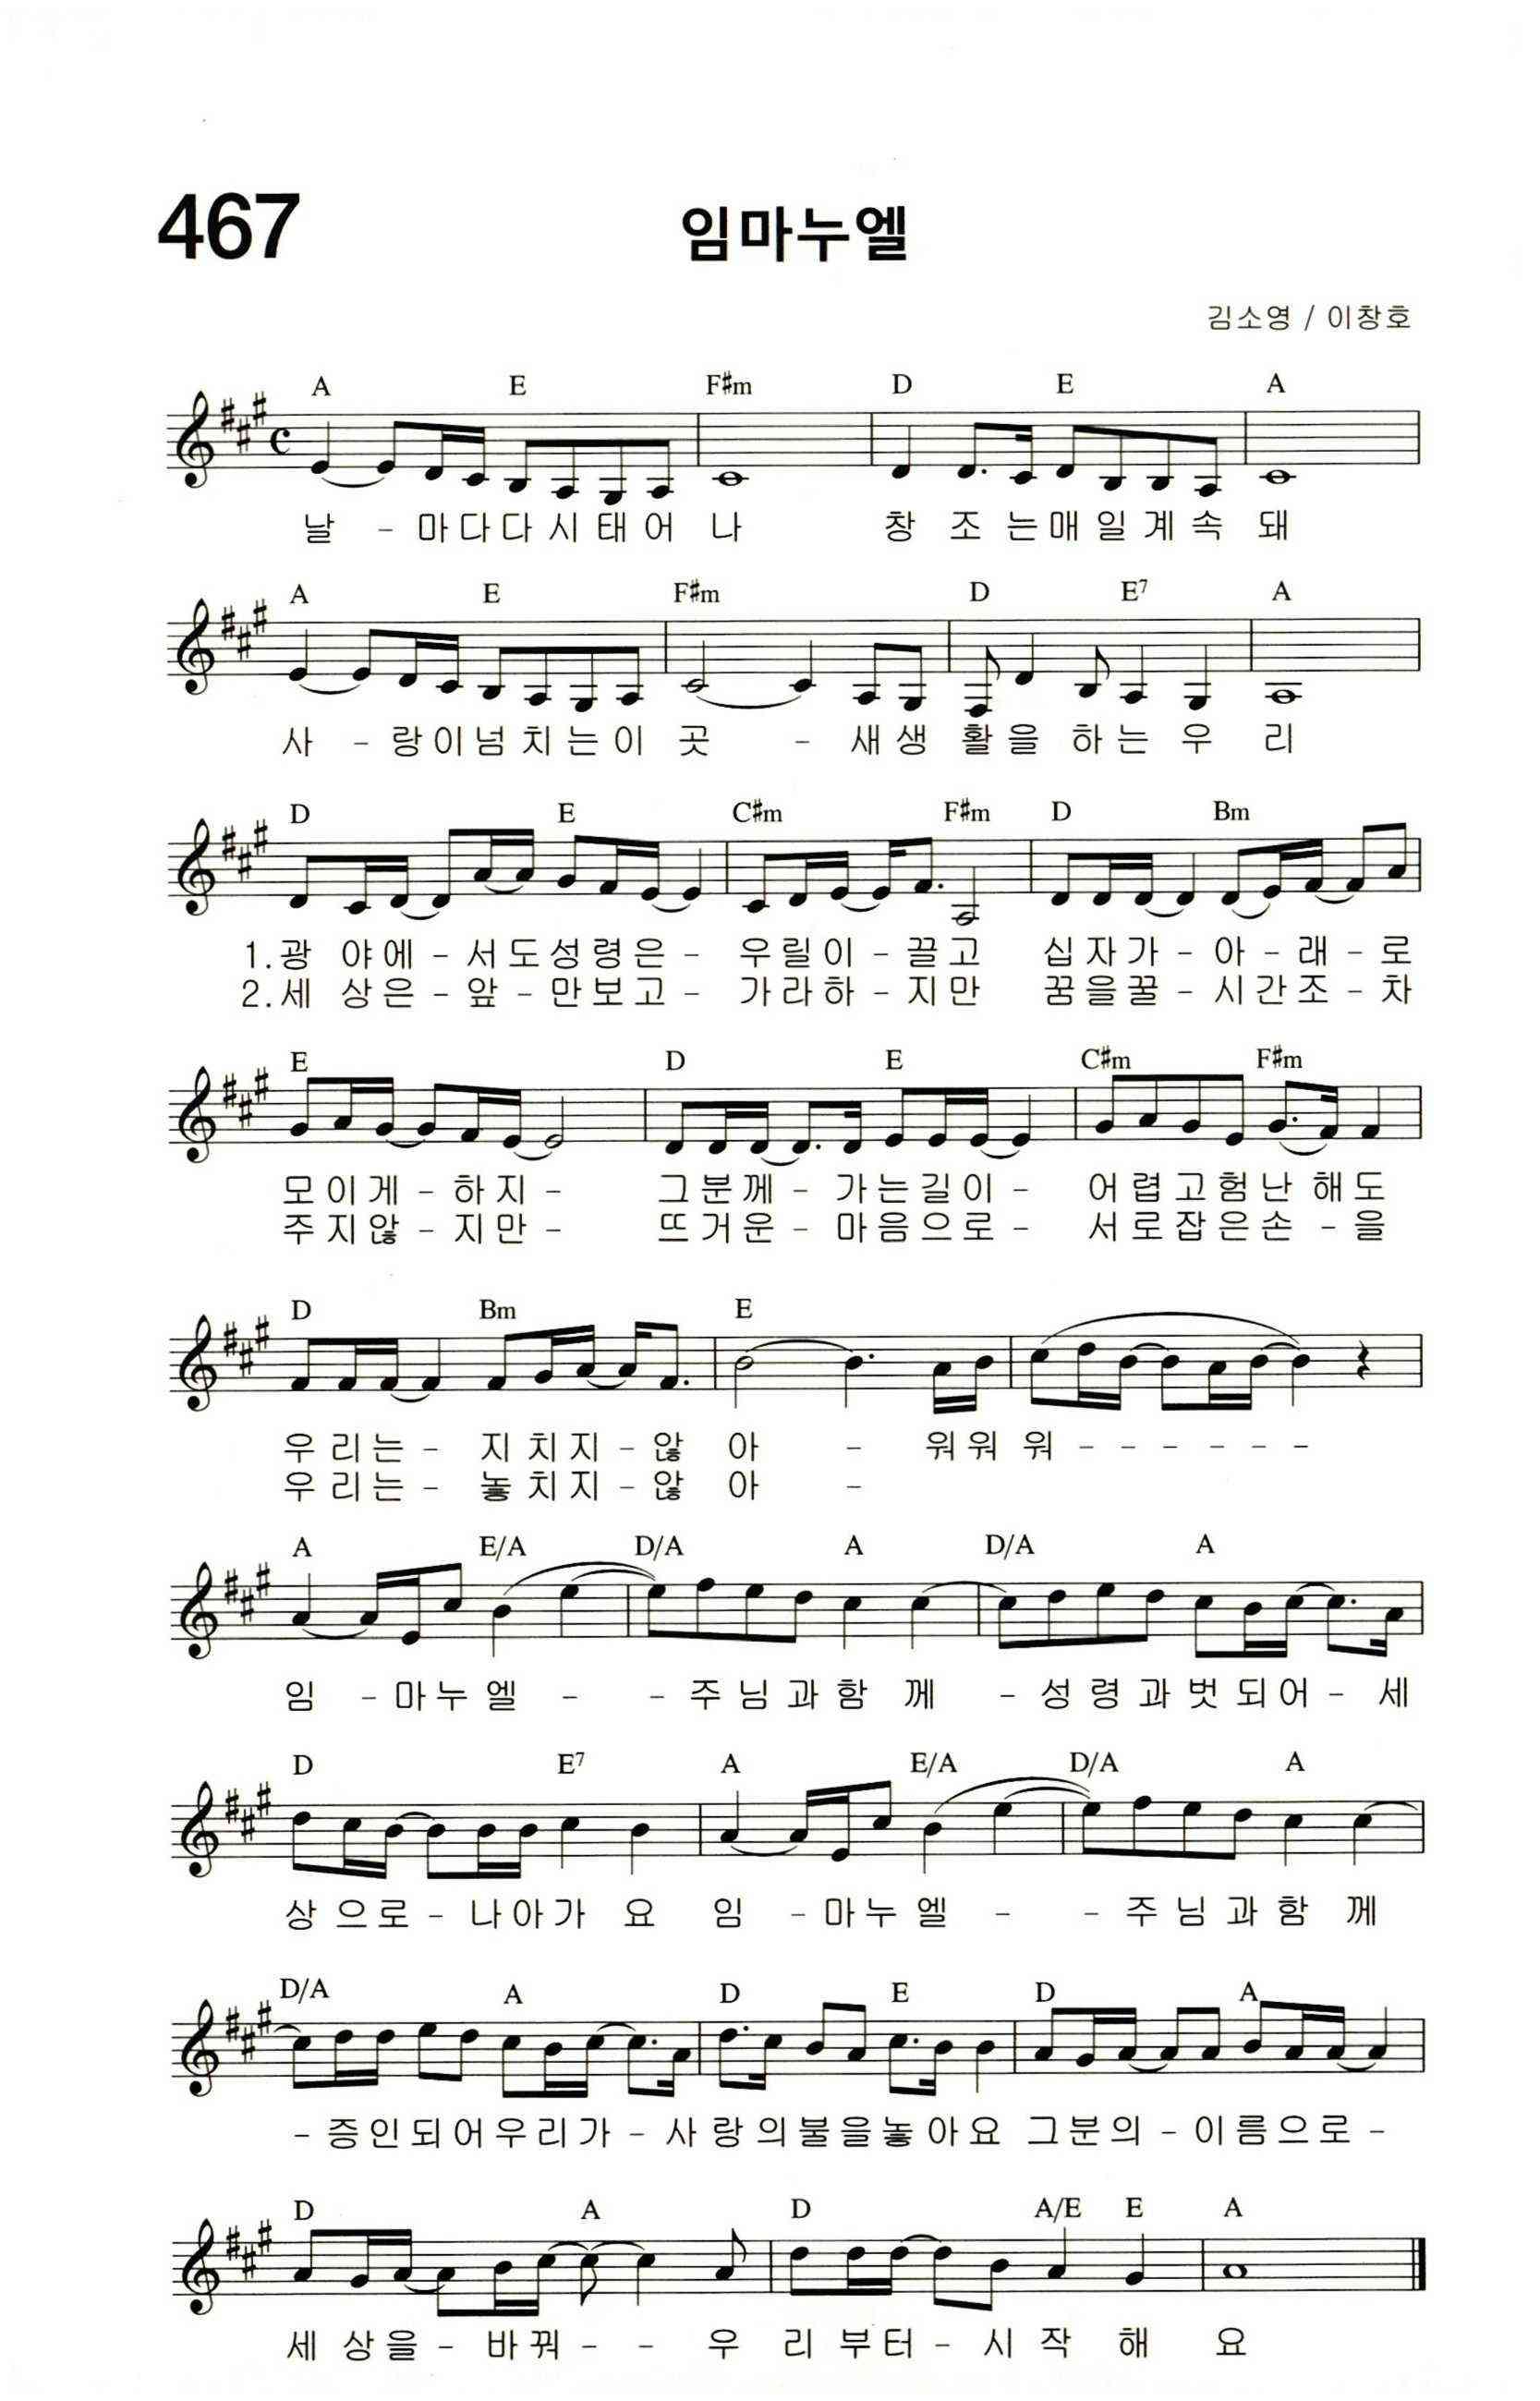 467
임마누엘
김소영 / 이창호
A E F#m D E A
날 - 마다다시태어 나 창 조 는매일계속 돼
A E F#m D E7 A
사 - 랑이넘치는이 곳 - 새생 활을 하는 우 리
D E C#m F#m D Bm
1.광 야에 - 서도성령은 - 우릴이 - 끌고 십자가 - 아 - 래 - 로
2.세 상은 - 앞 - 만보고 - 가라하 - 지만 꿈을꿀 - 시간조 - 차
E D E C#m F#m
모이게 - 하지 - 그분께 - 가는길이 - 어렵고험난 해도
주지않 - 지만 - 뜨거운 - 마음으로 - 서로잡은손 - 을
D Bm E
우리는 - 지치지 - 않 아 - 워워 워 - - - - - -
우리는 - 놓치지 - 않 아 -
A E/A D/A A D/A A
임 - 마누 엘 - - 주님과함 께 - 성령과벗되어 - 세
D E7 A E/A D/A A
상으로 - 나아가 요 임 - 마누 엘 - - 주님과함 께
D/A A D E D A
- 증인되어우리가 - 사랑의불을놓아요 그분의 - 이름으로 -
D A D A/E E A
세 상을 - 바꿔 - - 우 리 부터 - 시 작 해 요